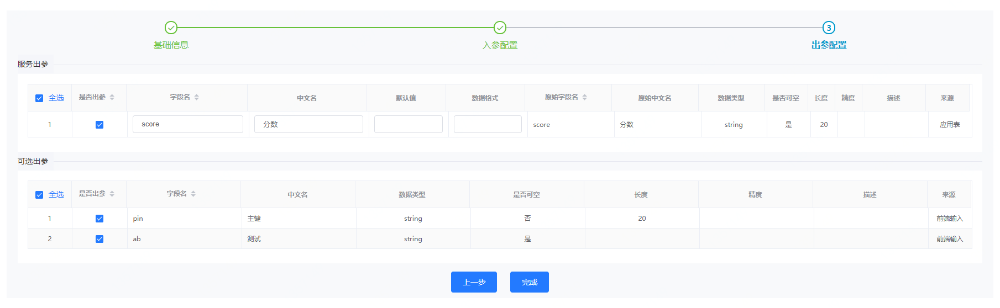 3
基础信息 入参配置 出参配置
服务出参
全选 是否出参 字段名 中文名 默认值 数据格式 原始字段名 原始中文名 数据类型 是否可空 长度 精度 描述 来源
1 score 分数 score 分数 string 是 20 应用表
可选出参
全选 是否出参 字段名 中文名 数据类型 是否可空 长度 精度 描述 来源
1 pin 主键 string 否 20 前端输入
2 ab 测试 string 是 前端输入
上一步 完成